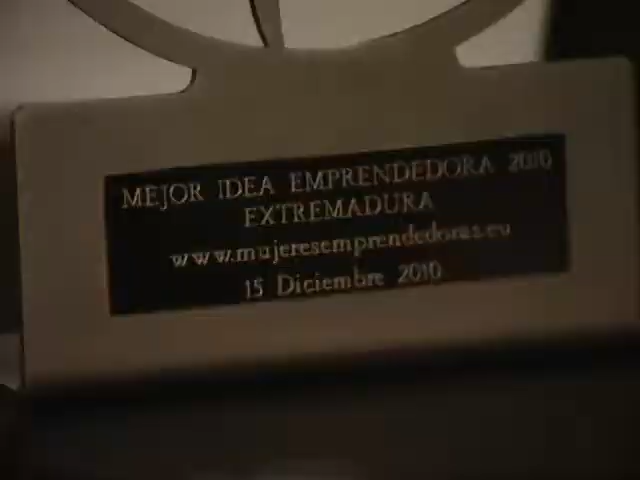 MEJOR IDEA EMPRENDEDORA 2010
EXTREMADURA
www.mujeresemprendedoras.eu
15 Diciembre 2010